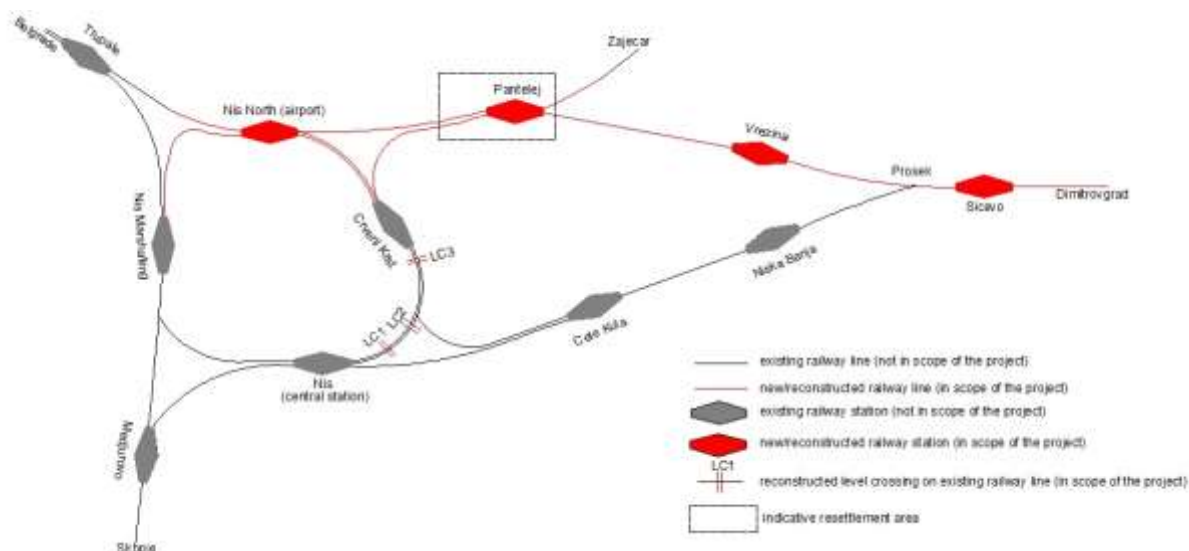 Belgrade
Trupale
Zajecar
Nis North (airport)
Pantelej
Vrezina
Prosek
Dimitrovgrad
Sicevo
Crveni Krst
LC3
Niska Banja
LC2
LC1
Cele Kula
Nis
(central station)
Medjurovo
Skopje
existing railway line (not in scope of the project)
new/reconstructed railway line (in scope of the project)
existing railway station (not in scope of the project)
new/reconstructed railway station (in scope of the project)
LC1
reconstructed level crossing on existing railway line (in scope of the project)
indicative resettlement area